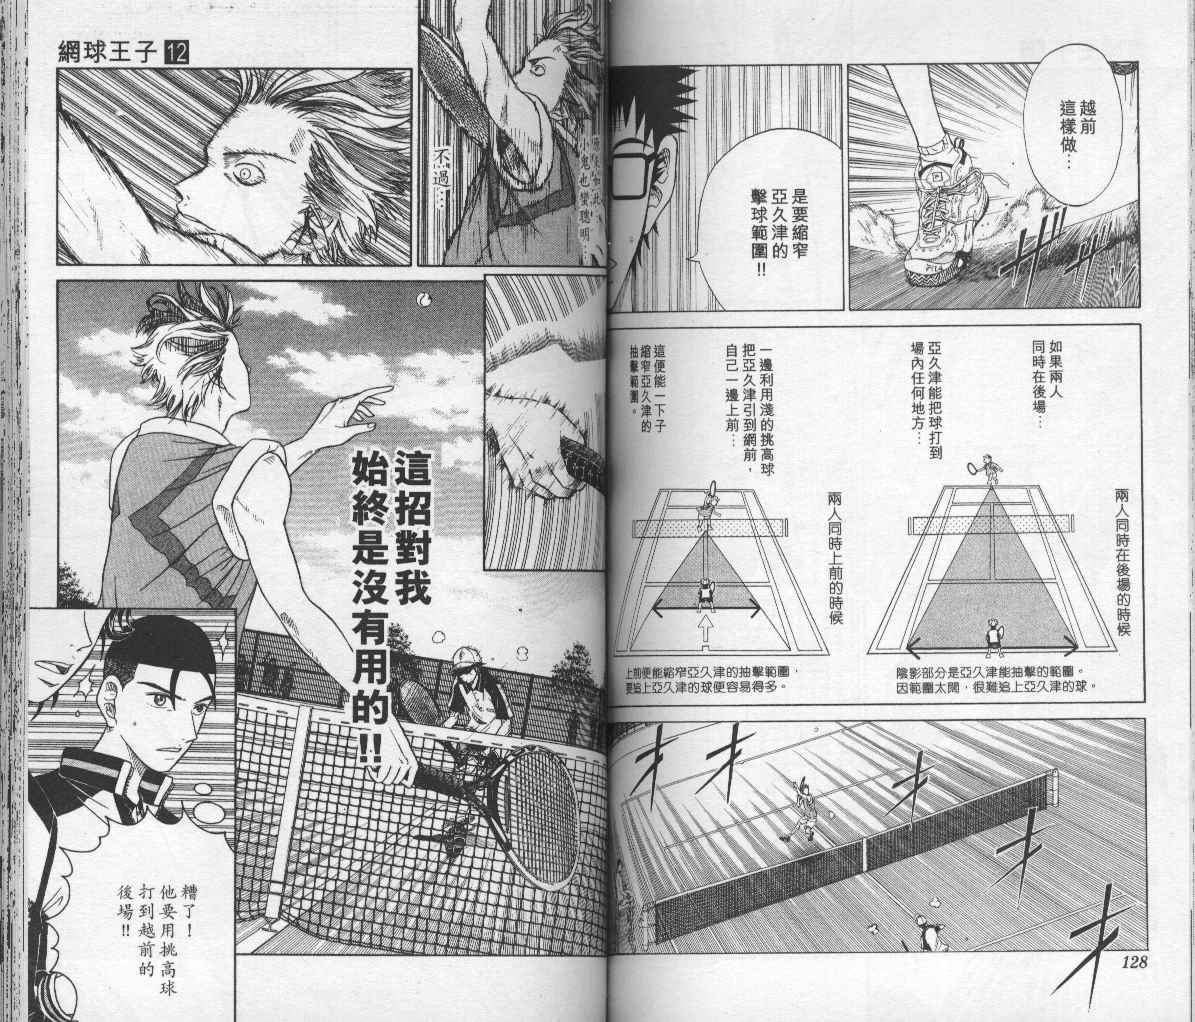 越前
這樣做…
是要縮窄
亞久津的
擊球範圍!!
如果兩人
同時在後場…
亞久津能把球打到
場內任何地方…
兩人同時在後場的時候
陰影部分是亞久津能抽擊的範圍．
因範圍太闊，很難追上亞久津的球。
一邊利用淺的挑高球
把亞久津引到網前，
自己一邊上前…
這便能一下子
縮窄亞久津的
抽擊範圍。
兩人同時上前的時候
上前便能縮窄亞久津的抽擊範圍，
要追上亞久津的球便容易得多。
128
網球王子 12
小鬼也變聰明
不過…
這招對我
始終是沒有用的!!
糟了!
他要用挑高球
打到越前的
後場!!